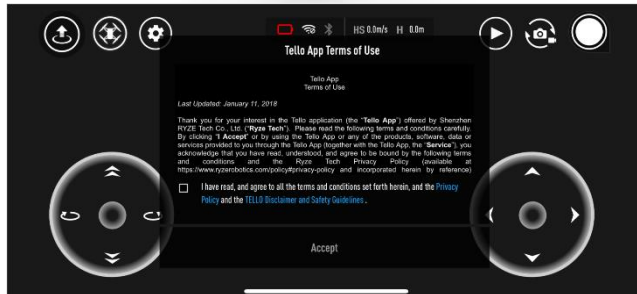 HS 0.0m/s H 0.0m
Tello App Terms of Use
Tello App
Terms of Use
Last Updated: January 11, 2018
Thank you for your interest in the Tello application (the "Tello App") offered by Shenzhen
RYZE Tech Co., Ltd. ("Ryze Tech"). Please read the following terms and conditions carefully.
By clicking "I Accept" or by using the Tello App or any of the products, software, data or
services provided to you through the Tello App (together with the Tello App, the "Service"), you
acknowledge that you have read, understood, and agree to be bound by the following terms
and conditions and the Ryze Tech Privacy Policy (available at
https://www.ryzerobotics.com/policy#privacy-policy and incorporated herein by reference)
I have read, and agree to all the terms and conditions set forth herein, and the Privacy
Policy and the TELLO Disclaimer and Safety Guidelines .
Accept